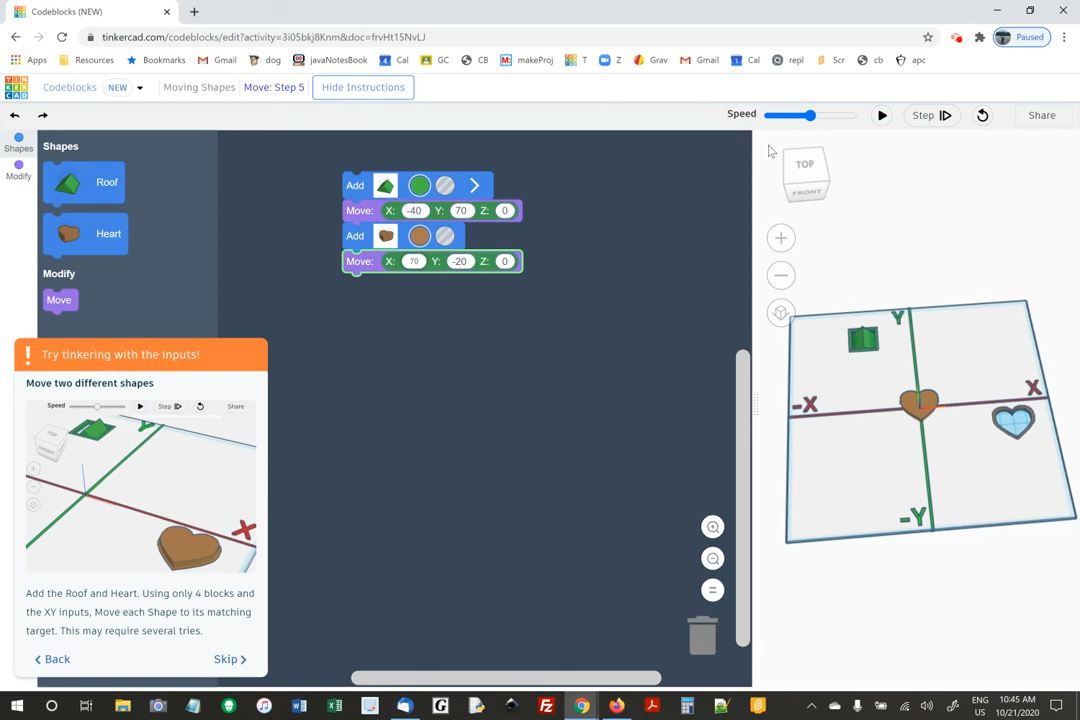 Codeblocks (NEW)
tinkercad.com/codeblocks/edit?activity=3i05bkj8Knm&doc=frvHt15NvLJ
Paused
Apps Resources Bookmarks Gmail dog javaNotesBook Cal GC CB makeProj T Z Grav Gmail Cal repl Scr cb apc
TIN
KER
CAD
Codeblocks NEW Moving Shapes Move: Step 5 Hide Instructions
Speed Step Share
Shapes
Modify
Shapes
Roof
Heart
Modify
Move
Add
Move: X: -40 Y: 70 Z: 0
Add
Move: X: 70 Y: -20 Z: 0
TOP
FRONT
Y
X
-X
-Y
! Try tinkering with the inputs!
Move two different shapes
Speed Step Share
TOP
Y
X
Add the Roof and Heart. Using only 4 blocks and
the XY inputs, Move each Shape to its matching
target. This may require several tries.
Back Skip
ENG
US
10:45 AM
10/21/2020